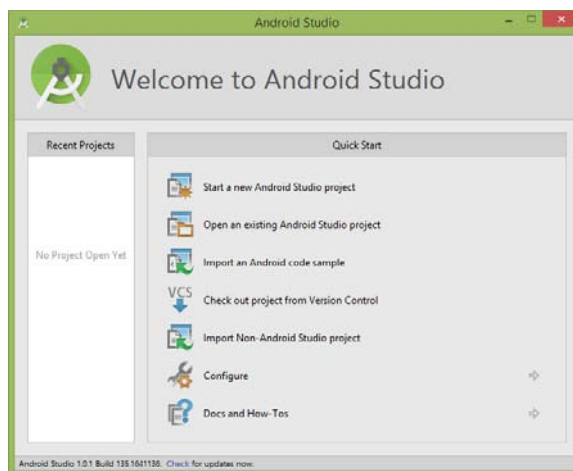 Android Studio
Welcome to Android Studio
Recent Projects
No Project Open Yet
Quick Start
Start a new Android Studio project
Open an existing Android Studio project
Import an Android code sample
VCS
Check out project from Version Control
Import Non-Android Studio project
Configure
Docs and How-Tos
Android Studio 1.0.1 Build 135.1641136. Check for updates now.